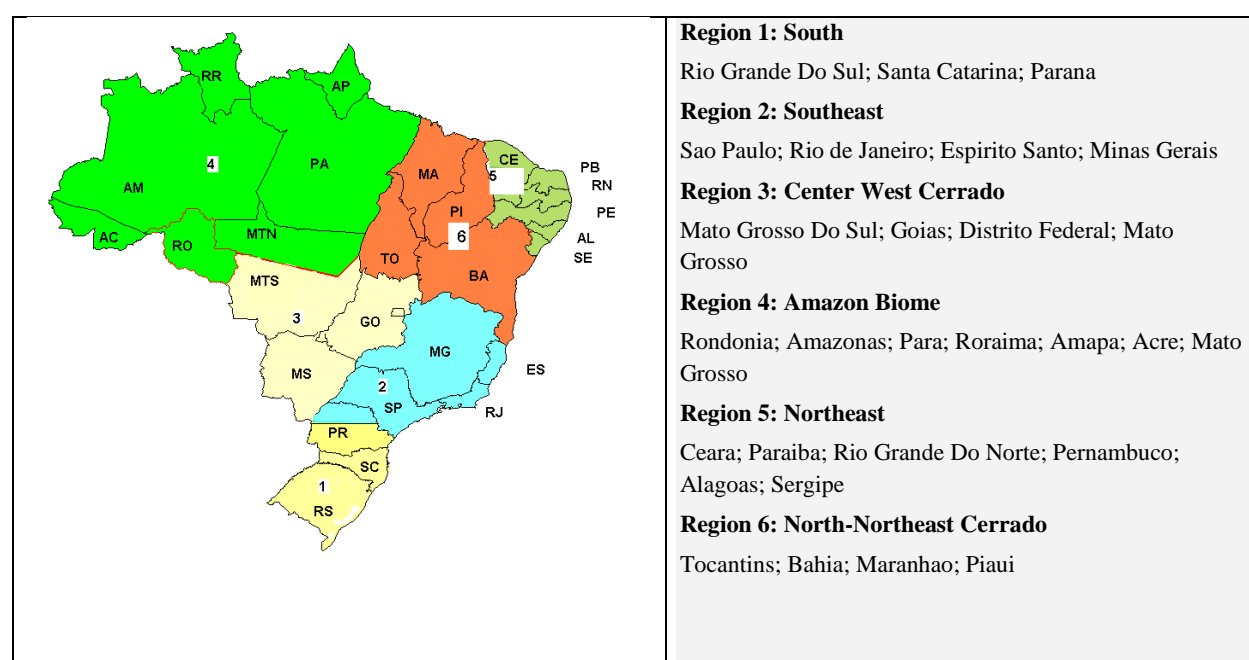 RR
AP
4
PA
AM
AC
RO
MTN
MA
CE
5
PB
RN
PE
AL
SE
PI
6
TO
BA
MTS
3
GO
MG
ES
MS
2
SP
RJ
PR
SC
1
RS
Region 1: South
Rio Grande Do Sul; Santa Catarina; Parana
Region 2: Southeast
Sao Paulo; Rio de Janeiro; Espirito Santo; Minas Gerais
Region 3: Center West Cerrado
Mato Grosso Do Sul; Goias; Distrito Federal; Mato
Grosso
Region 4: Amazon Biome
Rondonia; Amazonas; Para; Roraima; Amapa; Acre; Mato
Grosso
Region 5: Northeast
Ceara; Paraiba; Rio Grande Do Norte; Pernambuco;
Alagoas; Sergipe
Region 6: North-Northeast Cerrado
Tocantins; Bahia; Maranhao; Piaui